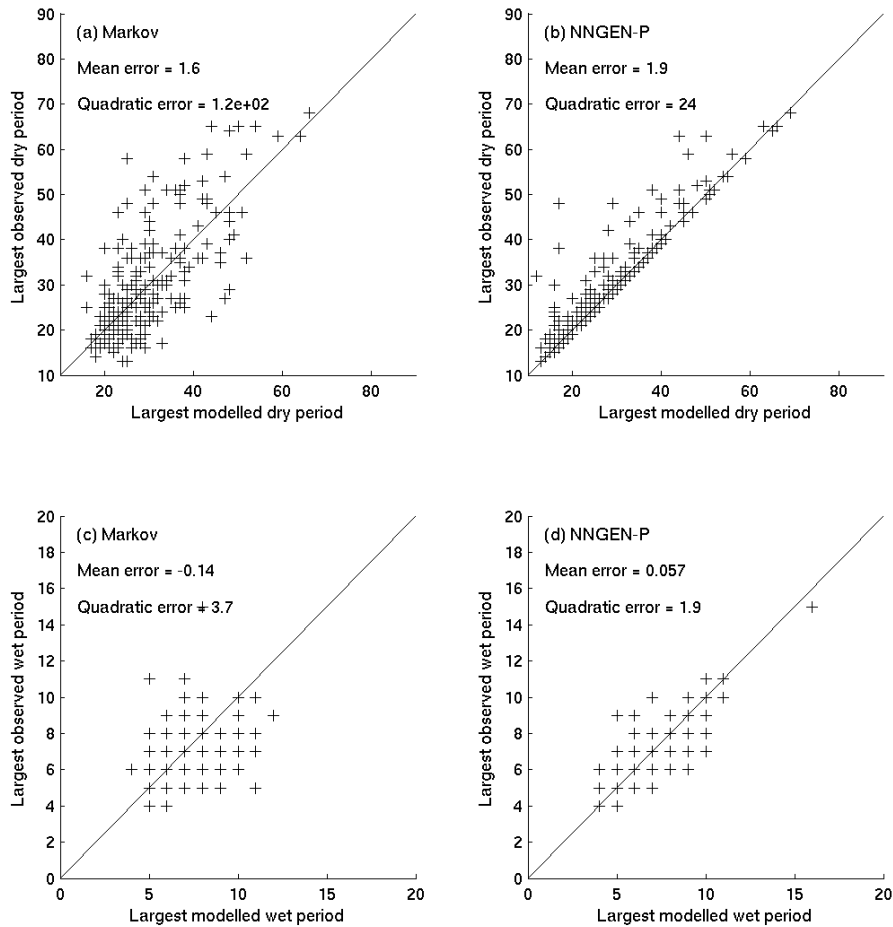 (a) Markov
Mean error = 1.6
Quadratic error = 1.2e+02
90
80
70
60
50
40
30
20
10
20
40
60
80
Largest observed dry period
Largest modelled dry period
(b) NNGEN-P
Mean error = 1.9
Quadratic error = 24
90
80
70
60
50
40
30
20
10
20
40
60
80
Largest observed dry period
Largest modelled dry period
(c) Markov
Mean error = -0.14
Quadratic error = 3.7
20
18
16
14
12
10
8
6
4
2
0
0
5
10
15
20
Largest observed wet period
Largest modelled wet period
(d) NNGEN-P
Mean error = 0.057
Quadratic error = 1.9
20
18
16
14
12
10
8
6
4
2
0
0
5
10
15
20
Largest observed wet period
Largest modelled wet period